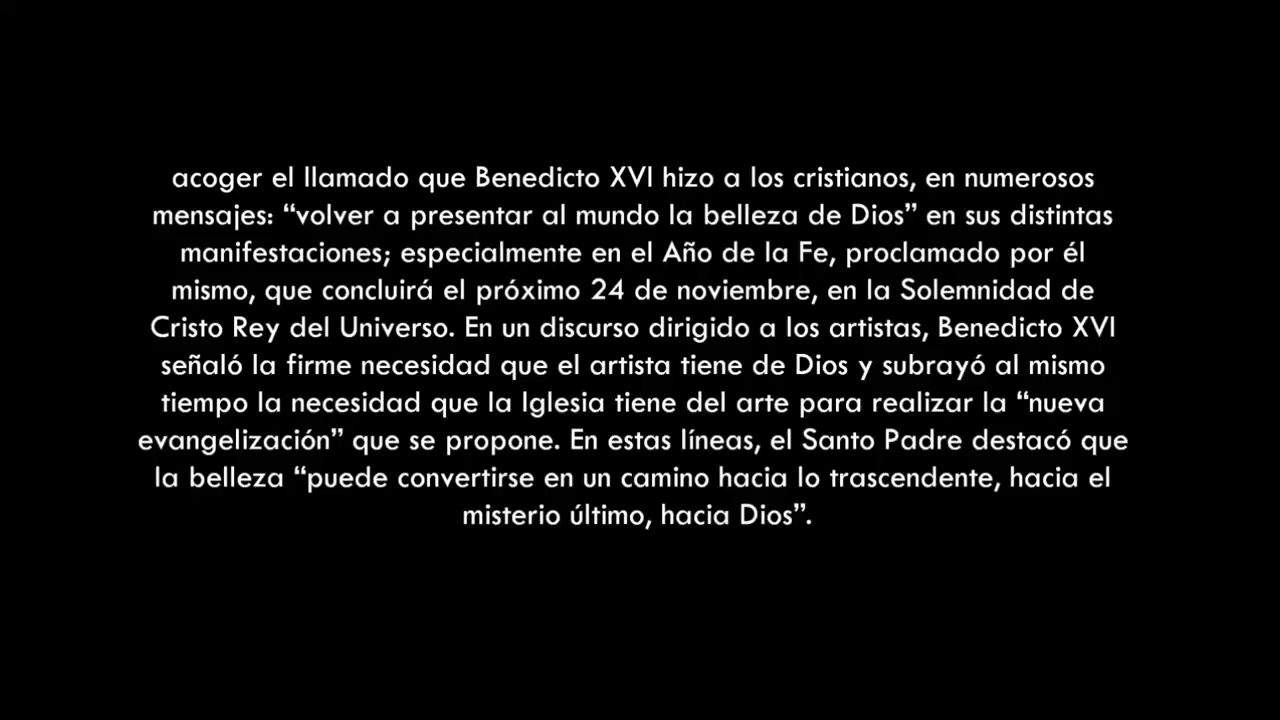 acoger el llamado que Benedicto XVI hizo a los cristianos, en numerosos
mensajes: “volver a presentar al mundo la belleza de Dios” en sus distintas
manifestaciones; especialmente en el Año de la Fe, proclamado por él
mismo, que concluirá el próximo 24 de noviembre, en la Solemnidad de
Cristo Rey del Universo. En un discurso dirigido a los artistas, Benedicto XVI
señaló la firme necesidad que el artista tiene de Dios y subrayó al mismo
tiempo la necesidad que la Iglesia tiene del arte para realizar la “nueva
evangelización” que se propone. En estas líneas, el Santo Padre destacó que
la belleza “puede convertirse en un camino hacia lo trascendente, hacia el
misterio último, hacia Dios”.